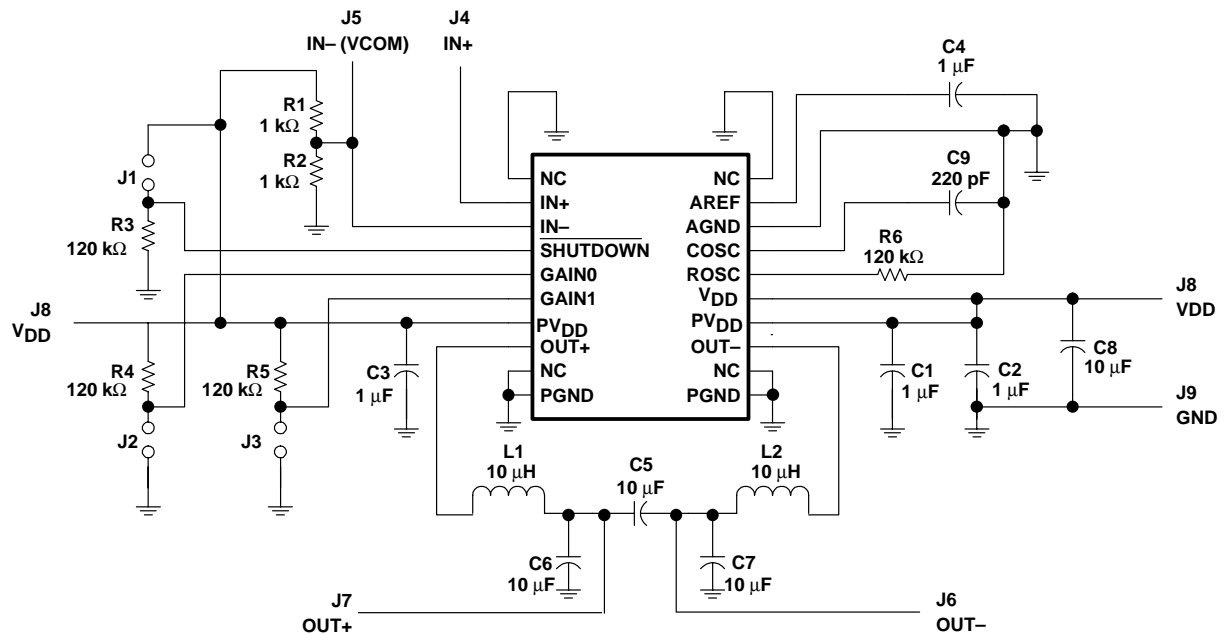 J5
IN– (VCOM)
J4
IN+
C4
1 µF
R1
1 kΩ
R2
1 kΩ
J1
R3
120 kΩ
C9
220 pF
R6
120 kΩ
NC
IN+
IN–
SHUTDOWN
GAIN0
GAIN1
PVDD
OUT+
NC
PGND
NC
AREF
AGND
COSC
ROSC
VDD
PVDD
OUT–
NC
PGND
J8
VDD
J8
VDD
R4
120 kΩ
R5
120 kΩ
C3
1 µF
C1
1 µF
C2
1 µF
C8
10 µF
J9
GND
J2
J3
L1
10 µH
C5
10 µF
L2
10 µH
C6
10 µF
C7
10 µF
J7
OUT+
J6
OUT–